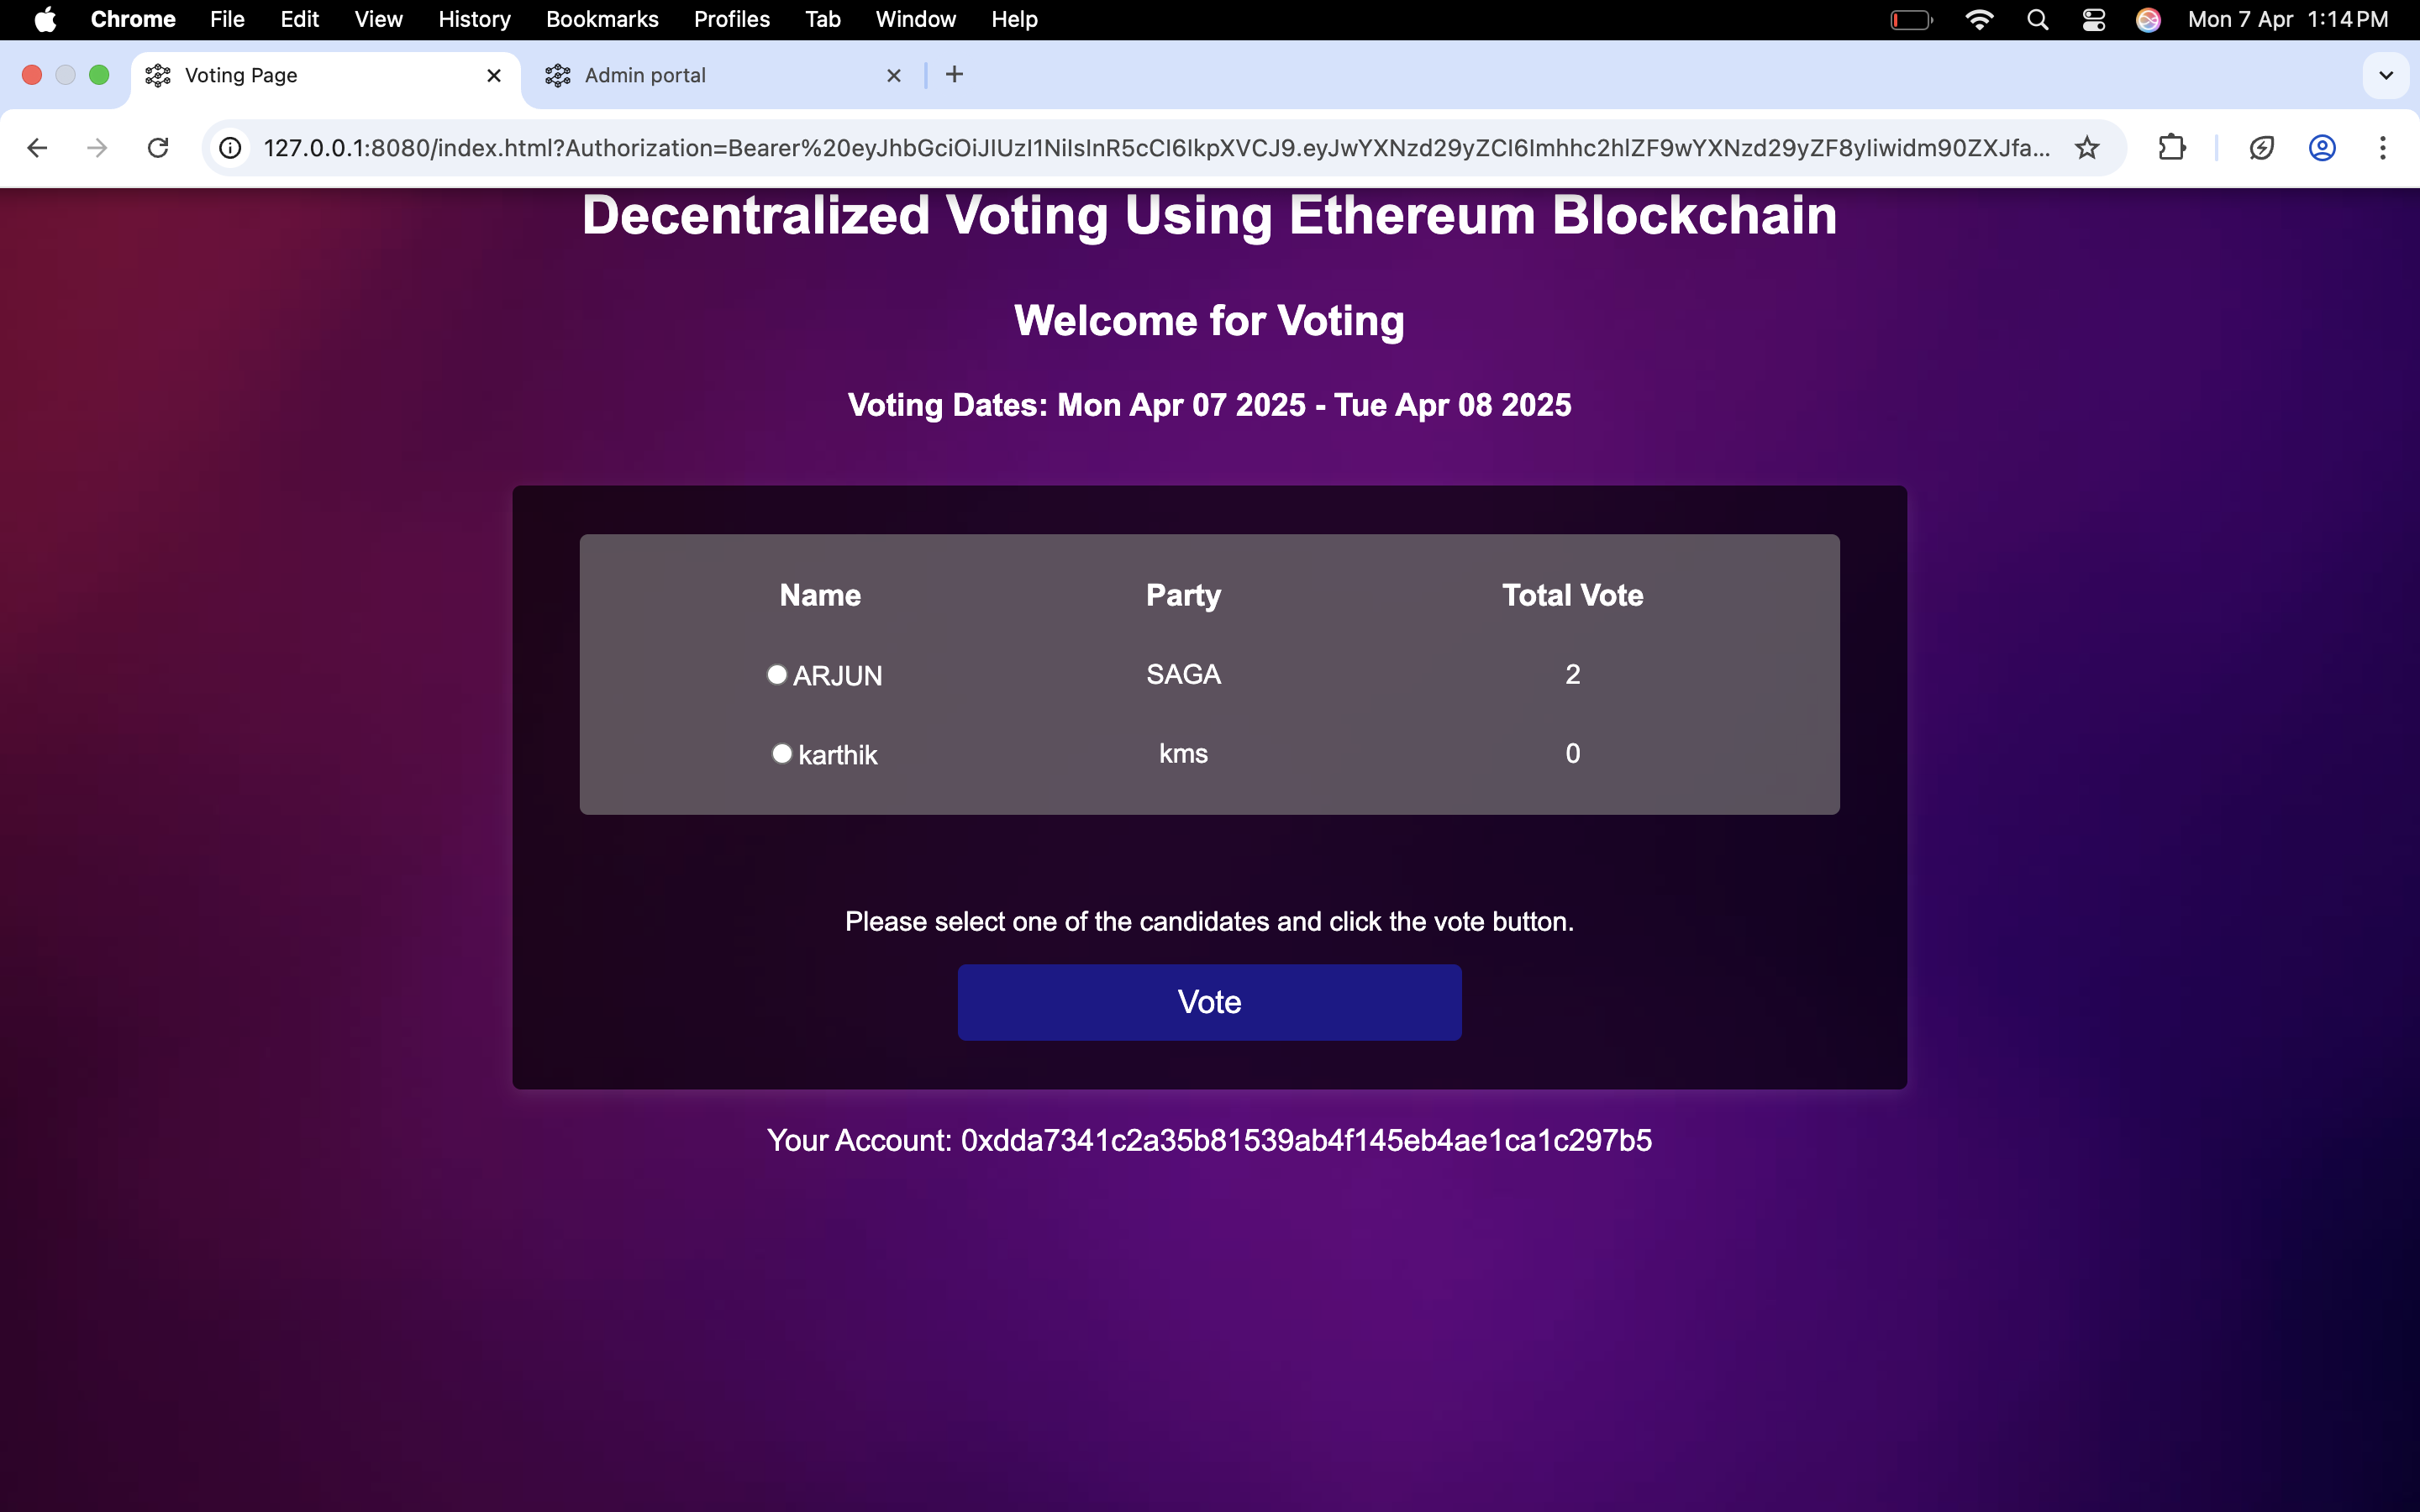 Chrome File Edit View History Bookmarks Profiles Tab Window Help Mon 7 Apr 1:14 PM
Voting Page Admin portal
127.0.0.1:8080/index.html?Authorization=Bearer%20eyJhbGciOiJIUzI1NiIsInR5cCI6IkpXVCJ9.eyJwYXNzd29yZCI6Imhhc2hlZF9wYXNzd29yZF8yIiwidm90ZXJfa...
Decentralized Voting Using Ethereum Blockchain
Welcome for Voting
Voting Dates: Mon Apr 07 2025 - Tue Apr 08 2025
Name Party Total Vote
ARJUN SAGA 2
karthik kms 0
Please select one of the candidates and click the vote button.
Vote
Your Account: 0xdda7341c2a35b81539ab4f145eb4ae1ca1c297b5